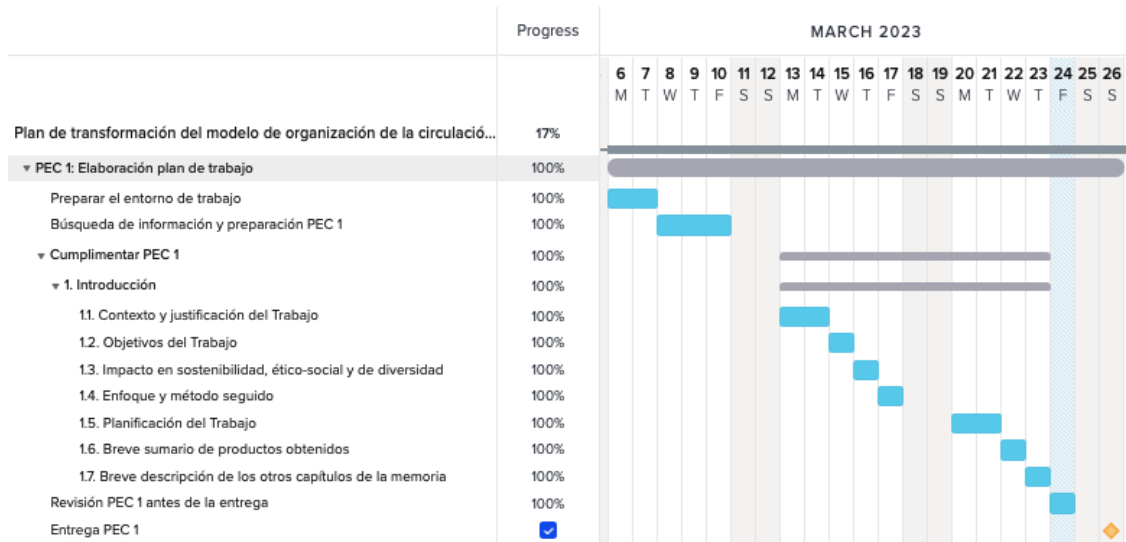 Progress MARCH 2023
6 7 8 9 10 11 12 13 14 15 16 17 18 19 20 21 22 23 24 25 26
M T W T F S S M T W T F S S M T W T F S S
Plan de transformación del modelo de organización de la circulació... 17%
PEC 1: Elaboración plan de trabajo 100%
Preparar el entorno de trabajo 100%
Búsqueda de información y preparación PEC 1 100%
Cumplimentar PEC 1 100%
1. Introducción 100%
1.1. Contexto y justificación del Trabajo 100%
1.2. Objetivos del Trabajo 100%
1.3. Impacto en sostenibilidad, ético-social y de diversidad 100%
1.4. Enfoque y método seguido 100%
1.5. Planificación del Trabajo 100%
1.6. Breve sumario de productos obtenidos 100%
1.7. Breve descripción de los otros capítulos de la memoria 100%
Revisión PEC 1 antes de la entrega 100%
Entrega PEC 1